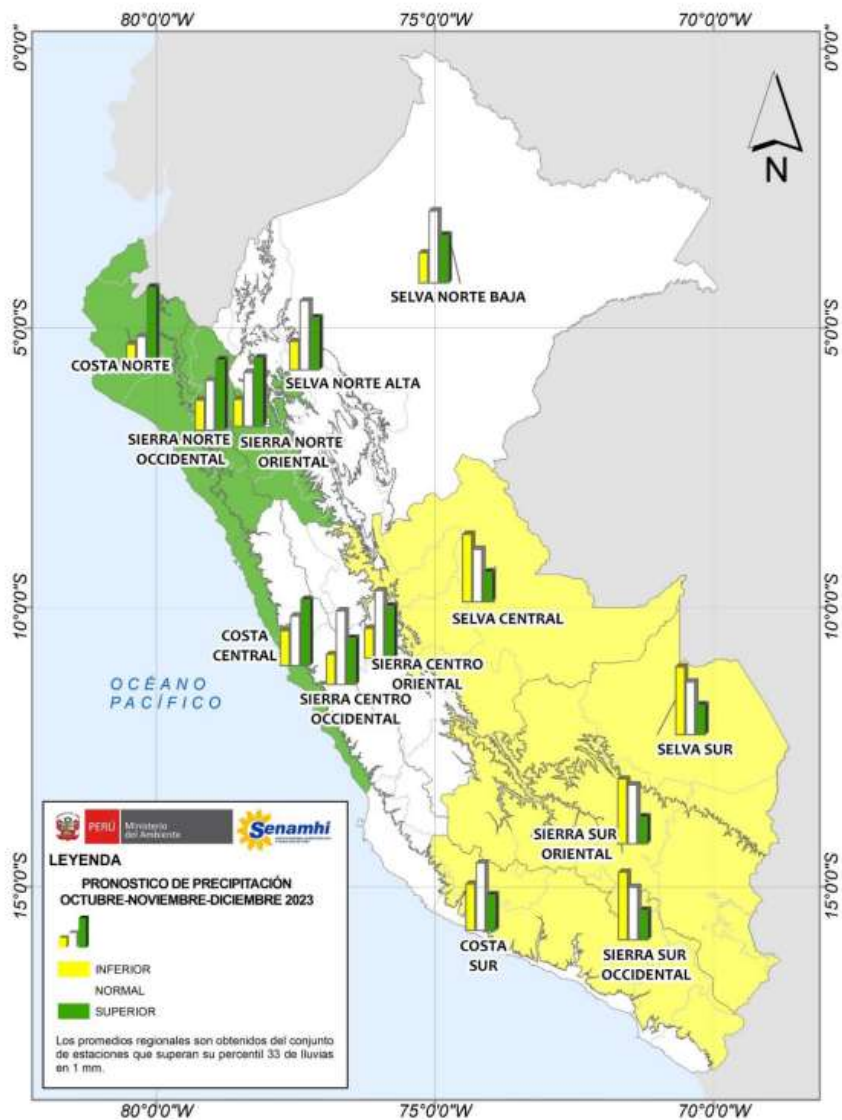 80°0'0"W
75°0'0"W
70°0'0"W
0°0'0"
0°0'0"
N
SELVA NORTE BAJA
5°0'0"S
5°0'0"S
COSTA NORTE
SELVA NORTE ALTA
SIERRA NORTE
OCCIDENTAL
SIERRA NORTE
ORIENTAL
SELVA CENTRAL
10°0'0"S
10°0'0"S
COSTA
CENTRAL
SIERRA CENTRO
ORIENTAL
SIERRA CENTRO
OCCIDENTAL
OCÉANO
PACÍFICO
SELVA SUR
SIERRA SUR
ORIENTAL
PERÚ
Ministerio
del Ambiente
Senamhi
LEYENDA
PRONOSTICO DE PRECIPITACIÓN
OCTUBRE-NOVIEMBRE-DICIEMBRE 2023
INFERIOR
NORMAL
SUPERIOR
Los promedios regionales son obtenidos del conjunto
de estaciones que superan su percentil 33 de lluvias
en 1 mm.
15°0'0"S
15°0'0"S
COSTA
SUR
SIERRA SUR
OCCIDENTAL
80°0'0"W
75°0'0"W
70°0'0"W